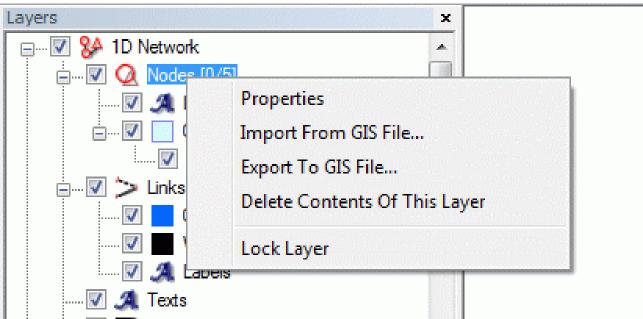 Layers
1D Network
Nodes [0/5]
Properties
Import From GIS File...
Export To GIS File...
Delete Contents Of This Layer
Links
Lock Layer
Labels
Texts